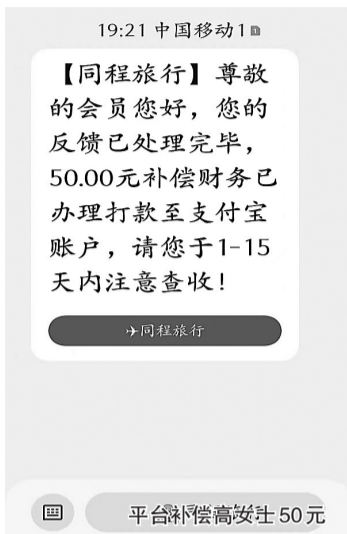 19:21 中国移动1
【同程旅行】尊敬
的会员您好，您的
反馈已处理完毕，
50.00元补偿财务已
办理打款至支付宝
账户，请您于1-15
天内注意查收！
同程旅行
平台补偿高女士50元